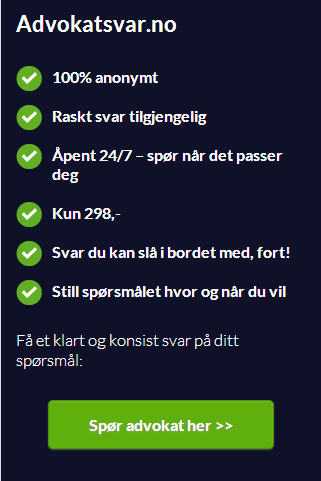 Advokatsvar.no
100% anonymt
Raskt svar tilgjengelig
Åpent 24/7 – spør når det passer
deg
Kun 298,-
Svar du kan slå i bordet med, fort!
Still spørsmålet hvor og når du vil
Få et klart og konsist svar på ditt
spørsmål:
Spør advokat her >>